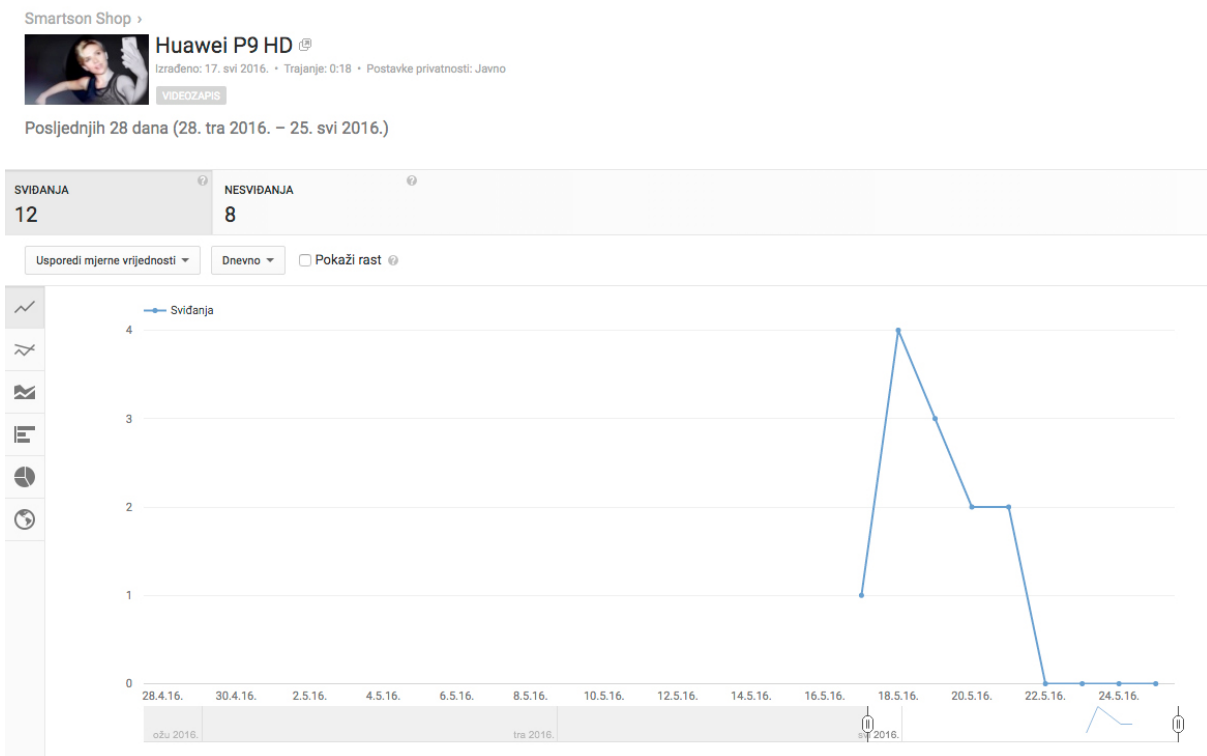 Smartson Shop ›
Huawei P9 HD
Izrađeno: 17. svi 2016. • Trajanje: 0:18 • Postavke privatnosti: Javno
VIDEOZAPIS
Posljednjih 28 dana (28. tra 2016. – 25. svi 2016.)
SVIĐANJA ?
12
NESVIĐANJA ?
8
Usporedi mjerne vrijednosti
Dnevno
Pokaži rast ?
Sviđanja
4
3
2
1
0
28.4.16. 30.4.16. 2.5.16. 4.5.16. 6.5.16. 8.5.16. 10.5.16. 12.5.16. 14.5.16. 16.5.16. 18.5.16. 20.5.16. 22.5.16. 24.5.16.
ožu 2016. tra 2016. svi 2016.